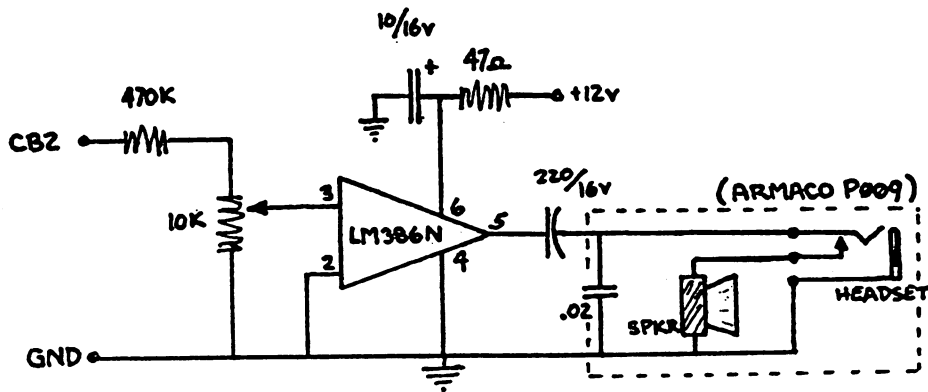 10/16v
+
47Ω
+12v
470K
CB2
10K
3
2
LM386N
6
5
4
220/16v
(ARMACO P009)
.02
SPKR
HEADSET
GND